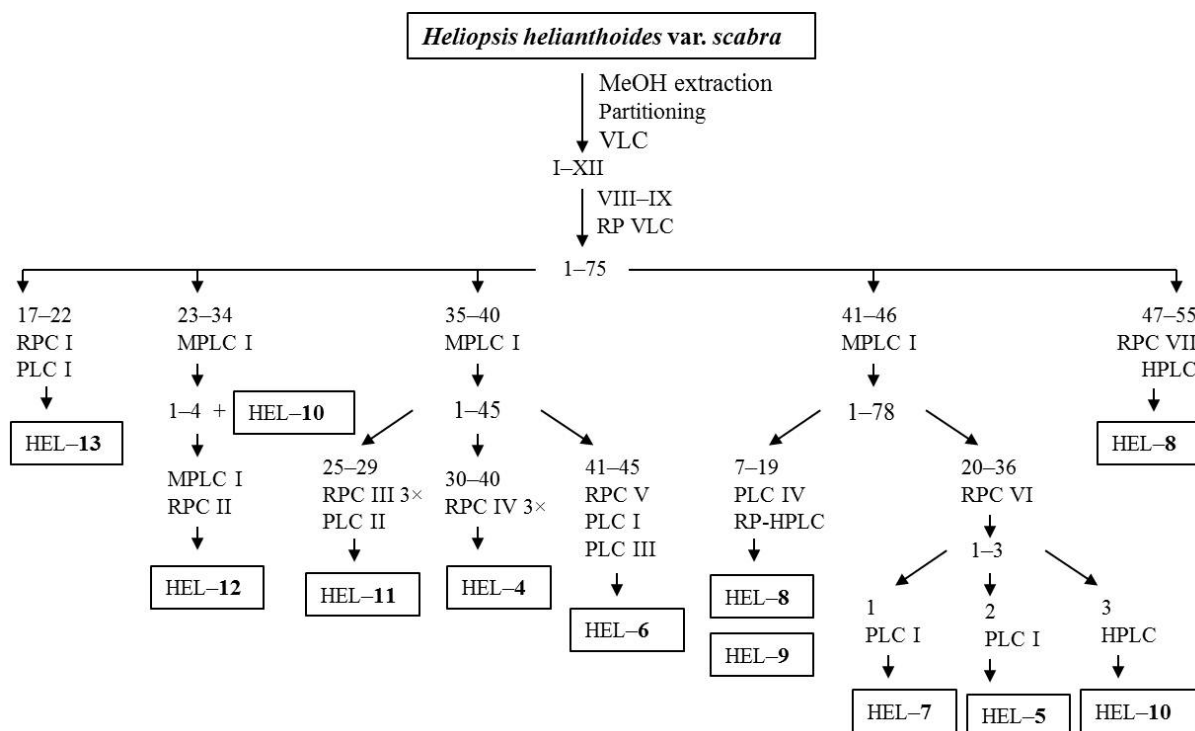 Heliopsis helianthoides var. scabra
MeOH extraction
Partitioning
VLC
I–XII
VIII–IX
RP VLC
1–75
17–22
RPC I
PLC I
HEL–13
23–34
MPLC I
1–4 + HEL–10
MPLC I
RPC II
HEL–12
35–40
MPLC I
1–45
25–29
RPC III 3×
PLC II
HEL–11
30–40
RPC IV 3×
HEL–4
41–45
RPC V
PLC I
PLC III
HEL–6
41–46
MPLC I
1–78
7–19
PLC IV
RP-HPLC
HEL–8
HEL–9
20–36
RPC VI
1–3
1
PLC I
HEL–7
2
PLC I
HEL–5
3
HPLC
HEL–10
47–55
RPC VII
HPLC
HEL–8